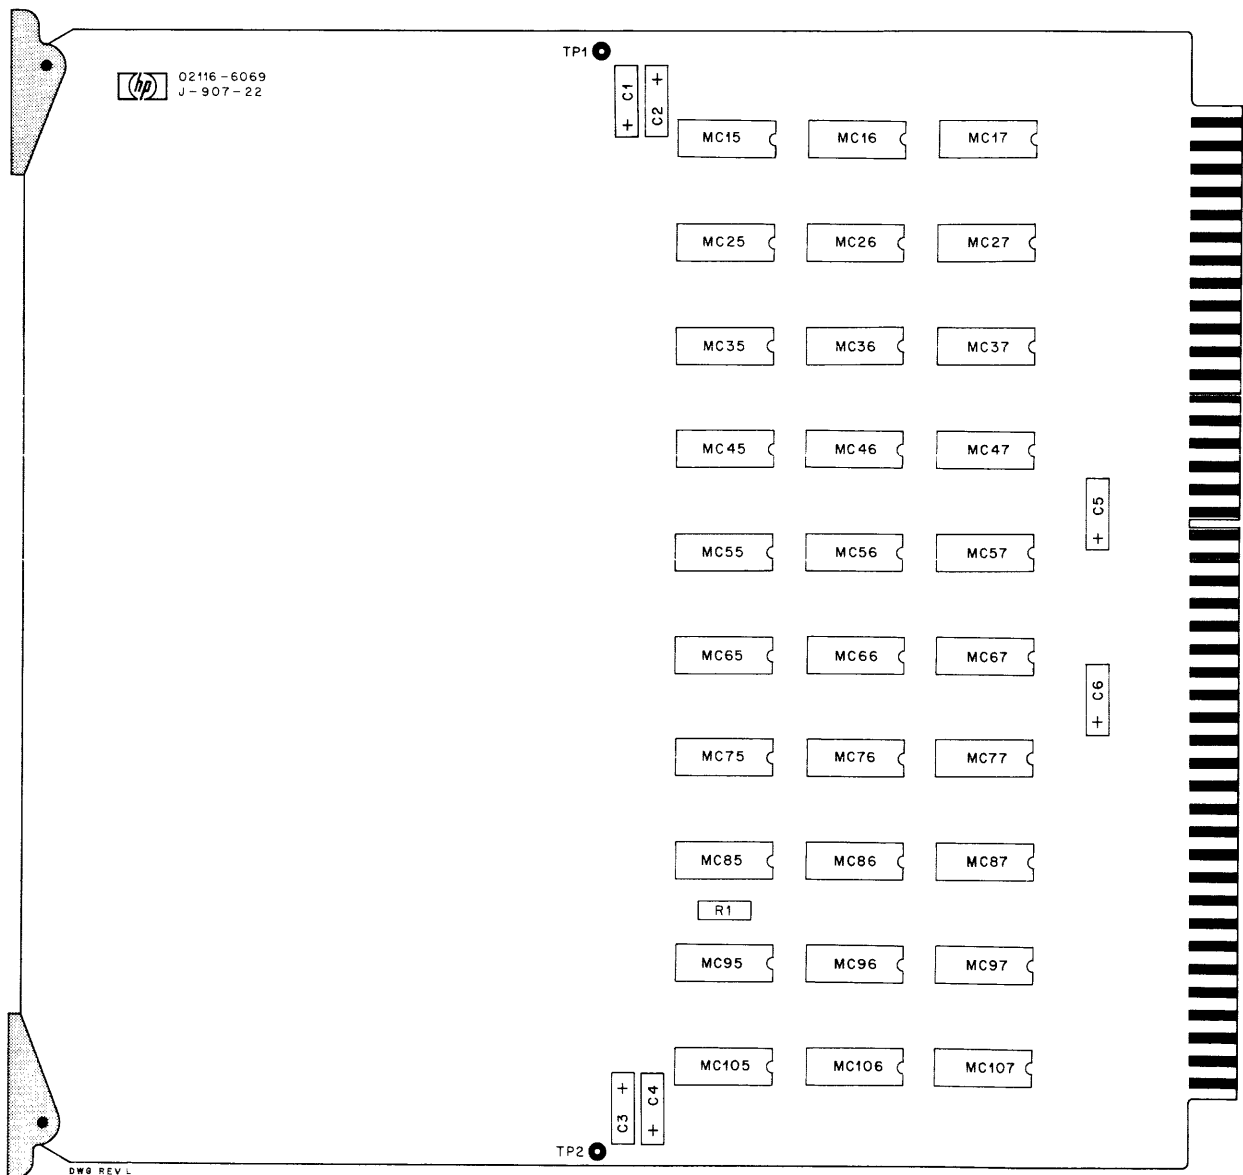 TP1
hp
02116-6069
J-907-22
+ C1
C2 +
MC15 MC16 MC17
MC25 MC26 MC27
MC35 MC36 MC37
MC45 MC46 MC47
+ C5
MC55 MC56 MC57
MC65 MC66 MC67
+ C6
MC75 MC76 MC77
MC85 MC86 MC87
R1
MC95 MC96 MC97
MC105 MC106 MC107
C3 +
+ C4
TP2
DWG REV L